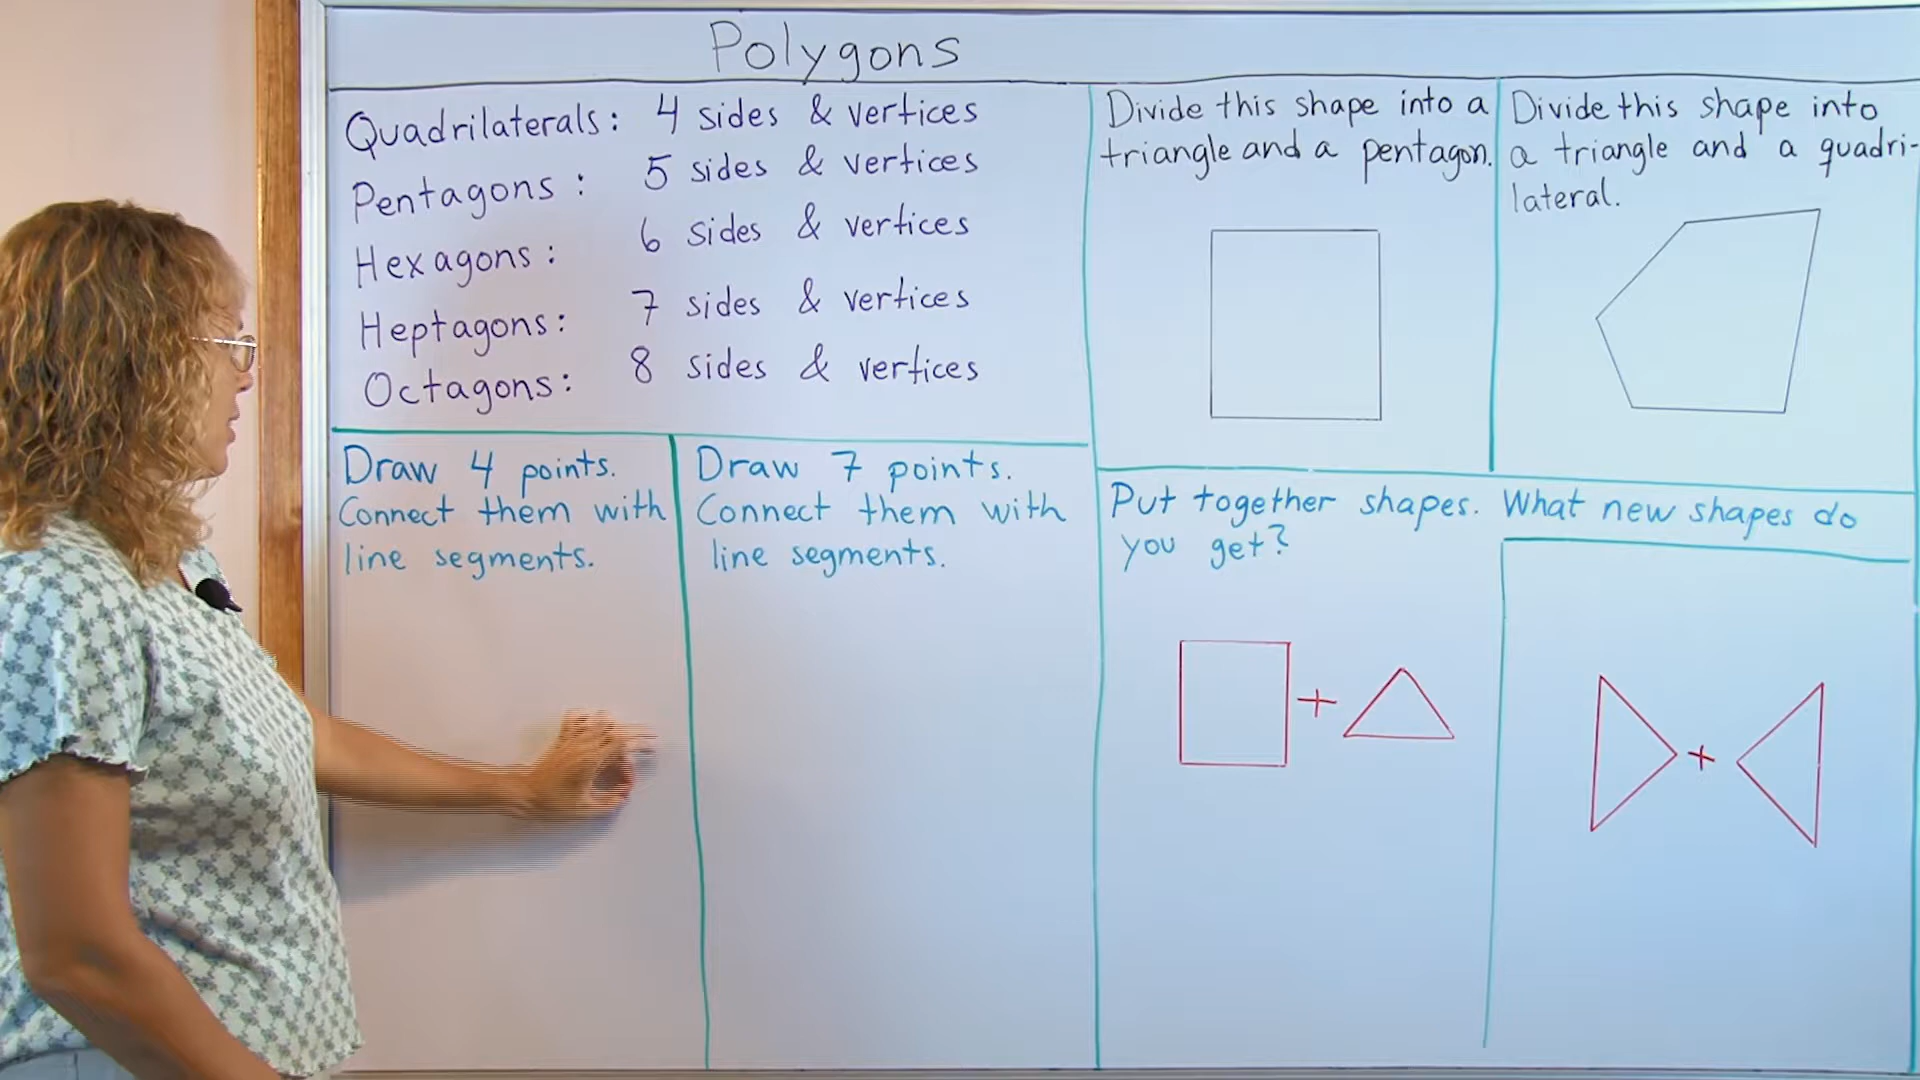 Polygons
Quadrilaterals: 4 sides & vertices
Pentagons: 5 sides & vertices
Hexagons: 6 sides & vertices
Heptagons: 7 sides & vertices
Octagons: 8 sides & vertices
Divide this shape into a
triangle and a pentagon.
Divide this shape into
a triangle and a quadri-
lateral.
Draw 4 points.
Connect them with
line segments.
Draw 7 points.
Connect them with
line segments.
Put together shapes. What new shapes do
you get?
+
+